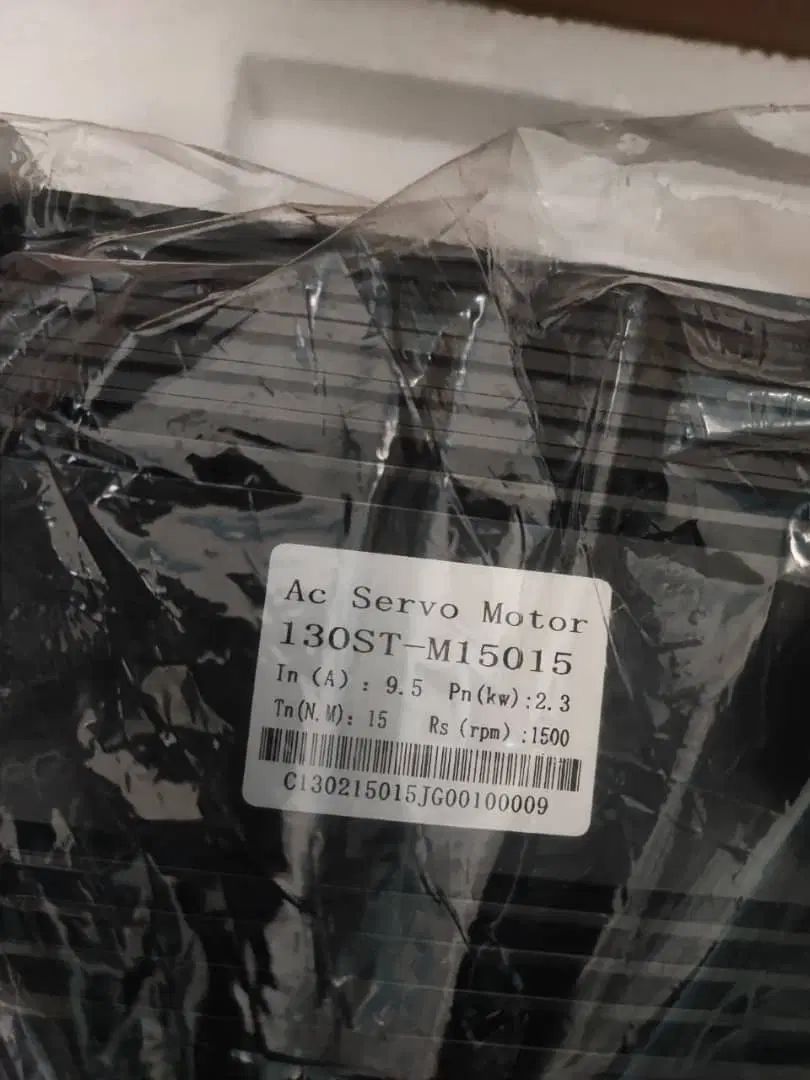 Ac Servo Motor
130ST-M15015
In (A) : 9.5 Pn(kw):2.3
Tn(N.M): 15 Rs (rpm) :1500
C130215015JG00100009